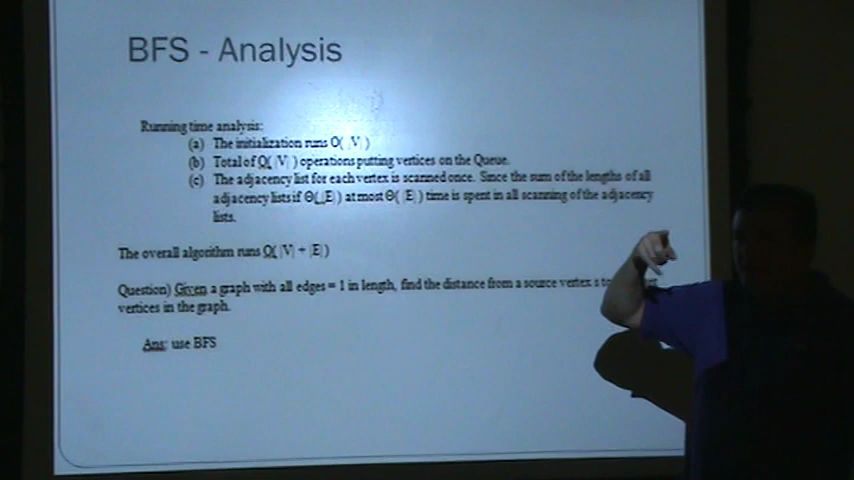 BFS - Analysis
Running time analysis:
(a) The initialization runs O( |V| )
(b) Total of O( |V| ) operations putting vertices on the Queue.
(c) The adjacency list for each vertex is scanned once. Since the sum of the lengths of all
adjacency lists if Θ( |E| ) at most Θ( |E| ) time is spent in all scanning of the adjacency
lists.
The overall algorithm runs O( |V| + |E| )
Question) Given a graph with all edges = 1 in length, find the distance from a source vertex s to
vertices in the graph.
Ans: use BFS